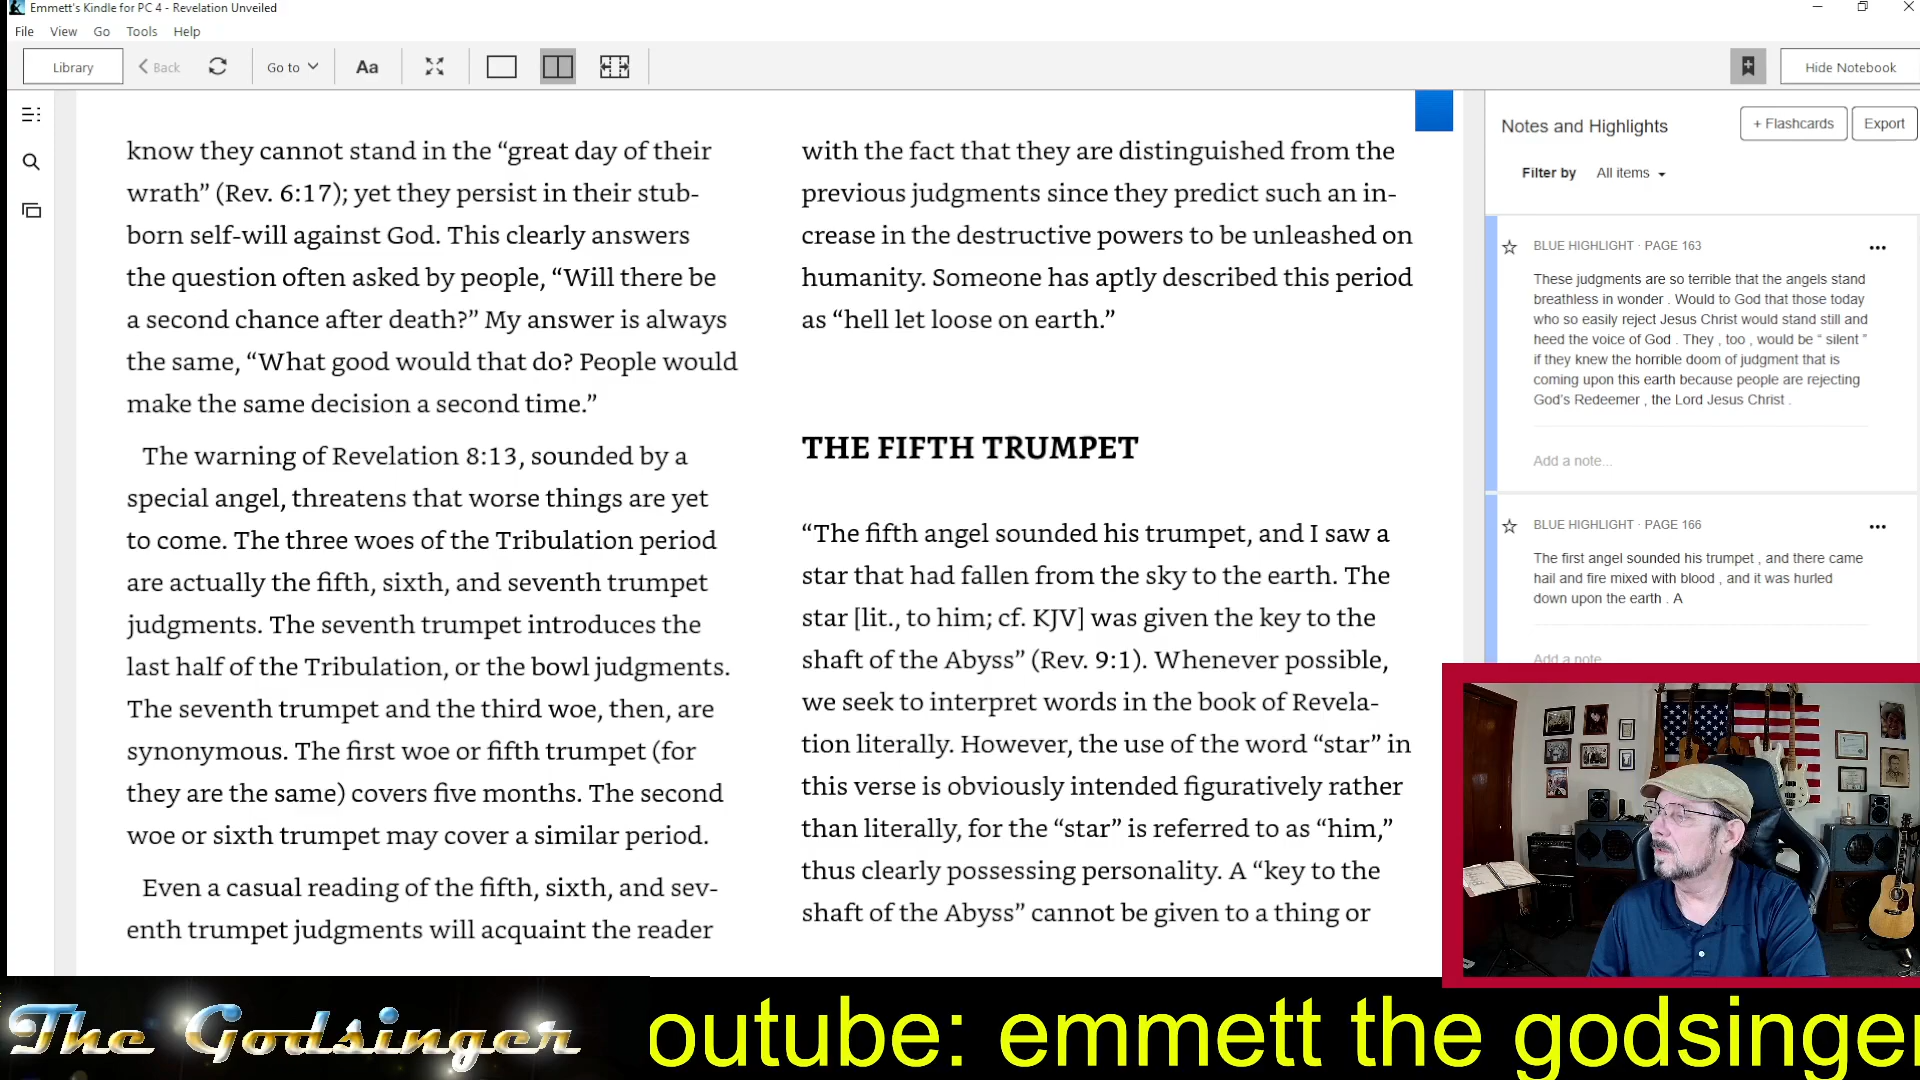 Emmett's Kindle for PC 4 - Revelation Unveiled
File View Go Tools Help
Library
Back
Go to
Aa
Hide Notebook
know they cannot stand in the “great day of their
wrath” (Rev. 6:17); yet they persist in their stub-
born self-will against God. This clearly answers
the question often asked by people, “Will there be
a second chance after death?” My answer is always
the same, “What good would that do? People would
make the same decision a second time.”
The warning of Revelation 8:13, sounded by a
special angel, threatens that worse things are yet
to come. The three woes of the Tribulation period
are actually the fifth, sixth, and seventh trumpet
judgments. The seventh trumpet introduces the
last half of the Tribulation, or the bowl judgments.
The seventh trumpet and the third woe, then, are
synonymous. The first woe or fifth trumpet (for
they are the same) covers five months. The second
woe or sixth trumpet may cover a similar period.
Even a casual reading of the fifth, sixth, and sev-
enth trumpet judgments will acquaint the reader
with the fact that they are distinguished from the
previous judgments since they predict such an in-
crease in the destructive powers to be unleashed on
humanity. Someone has aptly described this period
as “hell let loose on earth.”
THE FIFTH TRUMPET
“The fifth angel sounded his trumpet, and I saw a
star that had fallen from the sky to the earth. The
star [lit., to him; cf. KJV] was given the key to the
shaft of the Abyss” (Rev. 9:1). Whenever possible,
we seek to interpret words in the book of Revela-
tion literally. However, the use of the word “star” in
this verse is obviously intended figuratively rather
than literally, for the “star” is referred to as “him,”
thus clearly possessing personality. A “key to the
shaft of the Abyss” cannot be given to a thing or
Notes and Highlights
+ Flashcards
Export
Filter by All items
BLUE HIGHLIGHT · PAGE 163
These judgments are so terrible that the angels stand
breathless in wonder . Would to God that those today
who so easily reject Jesus Christ would stand still and
heed the voice of God . They , too , would be “ silent ”
if they knew the horrible doom of judgment that is
coming upon this earth because people are rejecting
God's Redeemer , the Lord Jesus Christ .
Add a note...
BLUE HIGHLIGHT · PAGE 166
The first angel sounded his trumpet , and there came
hail and fire mixed with blood , and it was hurled
down upon the earth . A
Add a note
The Godsinger
outube: emmett the godsinger